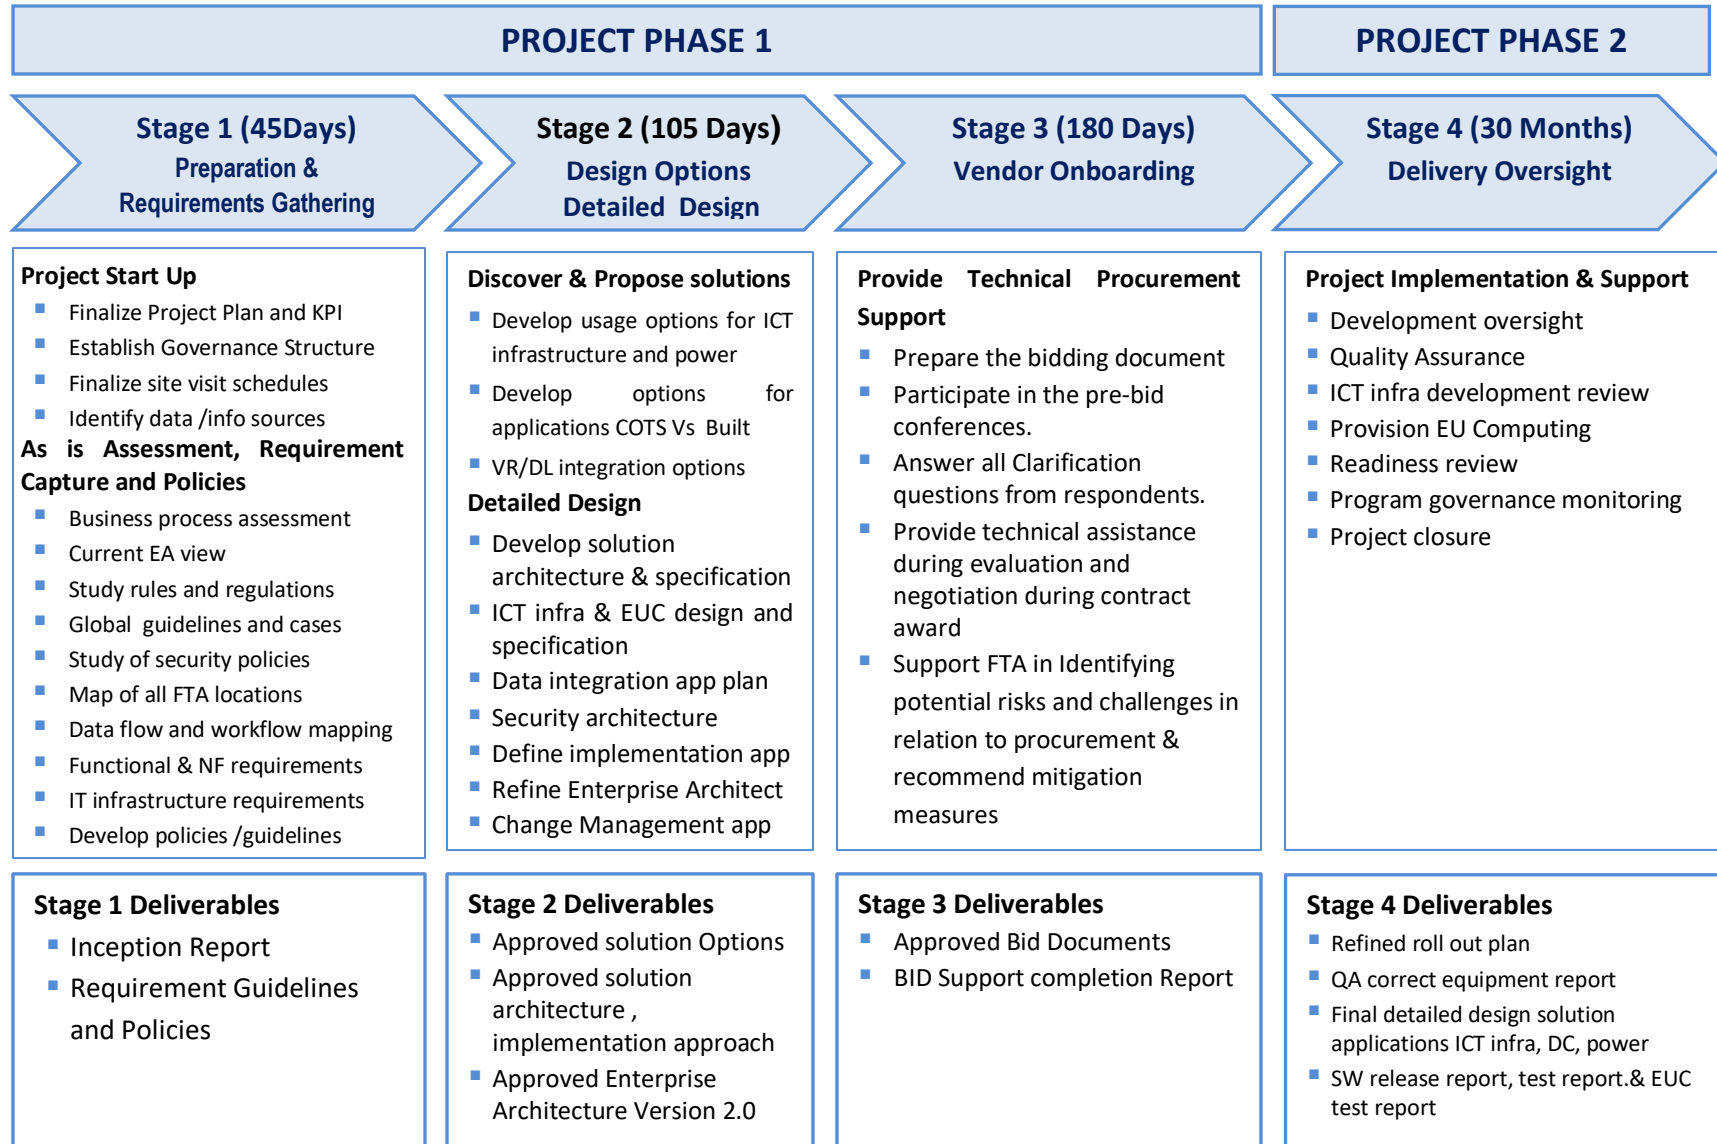 PROJECT PHASE 1
PROJECT PHASE 2
Stage 1 (45Days)
Preparation &
Requirements Gathering
Stage 2 (105 Days)
Design Options
Detailed Design
Stage 3 (180 Days)
Vendor Onboarding
Stage 4 (30 Months)
Delivery Oversight
Project Start Up
Finalize Project Plan and KPI
Establish Governance Structure
Finalize site visit schedules
Identify data /info sources
As is Assessment, Requirement
Capture and Policies
Business process assessment
Current EA view
Study rules and regulations
Global guidelines and cases
Study of security policies
Map of all FTA locations
Data flow and workflow mapping
Functional & NF requirements
IT infrastructure requirements
Develop policies /guidelines
Discover & Propose solutions
Develop usage options for ICT
infrastructure and power
Develop options for
applications COTS Vs Built
VR/DL integration options
Detailed Design
Develop solution
architecture & specification
ICT infra & EUC design and
specification
Data integration app plan
Security architecture
Define implementation app
Refine Enterprise Architect
Change Management app
Provide Technical Procurement
Support
Prepare the bidding document
Participate in the pre-bid
conferences.
Answer all Clarification
questions from respondents.
Provide technical assistance
during evaluation and
negotiation during contract
award
Support FTA in Identifying
potential risks and challenges in
relation to procurement &
recommend mitigation
measures
Project Implementation & Support
Development oversight
Quality Assurance
ICT infra development review
Provision EU Computing
Readiness review
Program governance monitoring
Project closure
Stage 1 Deliverables
Inception Report
Requirement Guidelines
and Policies
Stage 2 Deliverables
Approved solution Options
Approved solution
architecture ,
implementation approach
Approved Enterprise
Architecture Version 2.0
Stage 3 Deliverables
Approved Bid Documents
BID Support completion Report
Stage 4 Deliverables
Refined roll out plan
QA correct equipment report
Final detailed design solution
applications ICT infra, DC, power
SW release report, test report.& EUC
test report